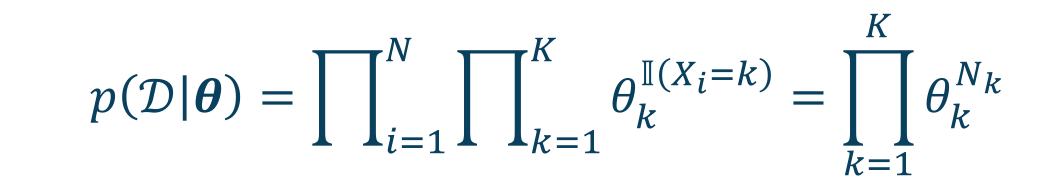 p(𝒟|𝜽) = ∏_{i=1}^{N} ∏_{k=1}^{K} θ_k^{𝕀(X_i=k)} = ∏_{k=1}^{K} θ_k^{N_k}